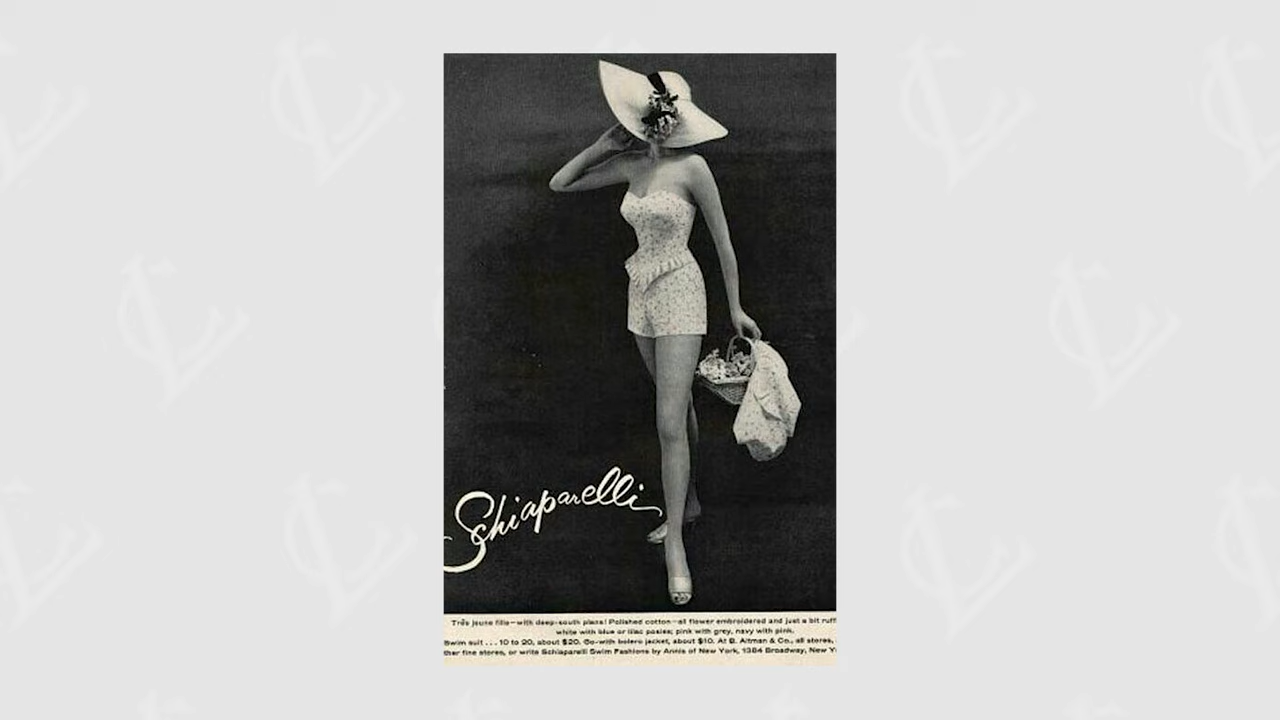 Schiaparelli
Très jeune fille—with deep-south plans! Polished cotton—all flower embroidered and just a bit ruff
white with blue or lilac posies; pink with grey, navy with pink.
Swim suit . . . 10 to 20, about $20. Go-with bolero jacket, about $10. At B. Altman & Co., all stores,
ther fine stores, or write Schiaparelli Swim Fashions by Annis of New York, 1384 Broadway, New Y